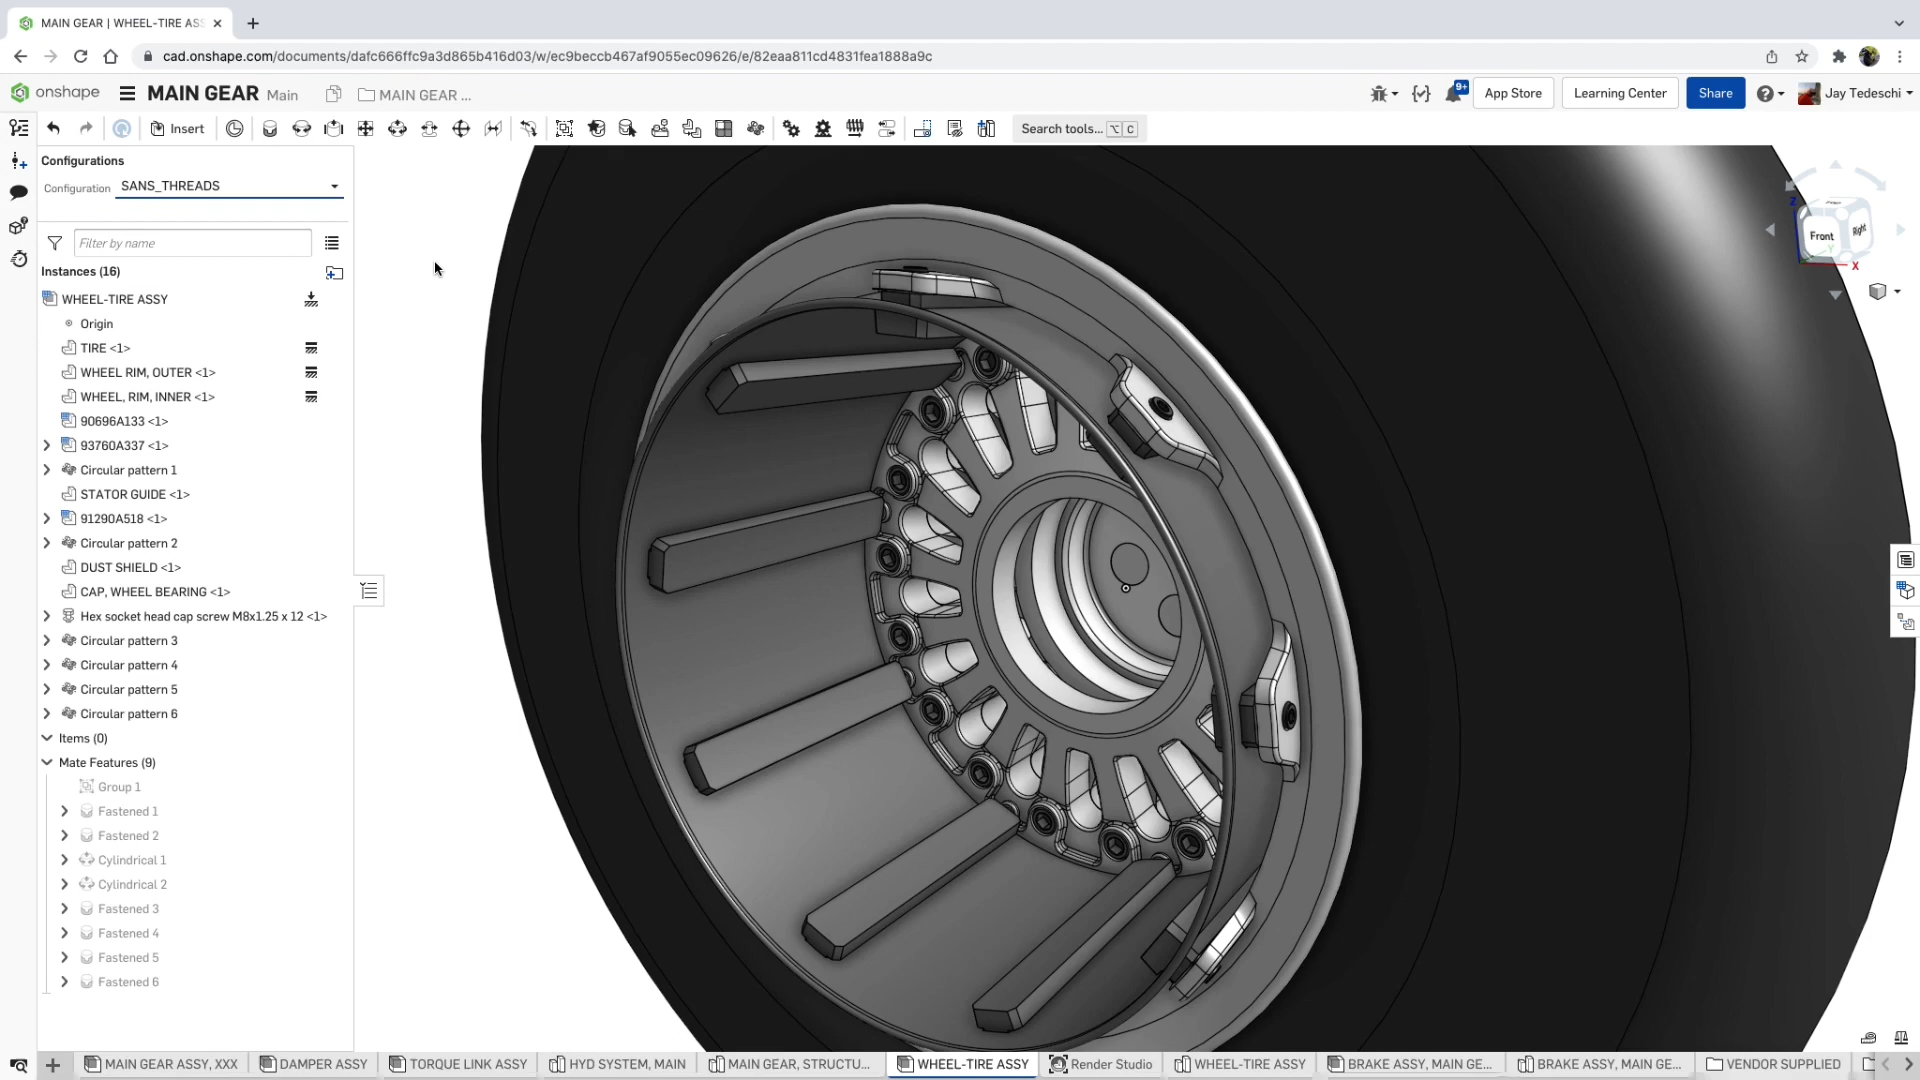 MAIN GEAR | WHEEL-TIRE ASS
cad.onshape.com/documents/dafc666ffc9a3d865b416d03/w/ec9beccb467af9055ec09626/e/82eaa811cd4831fea1888a9c
onshape MAIN GEAR Main MAIN GEAR ... 9+ App Store Learning Center Share Jay Tedeschi
Insert Search tools... ⌥ C
Configurations
Configuration SANS_THREADS
Filter by name
Instances (16)
WHEEL-TIRE ASSY
Origin
TIRE <1>
WHEEL RIM, OUTER <1>
WHEEL, RIM, INNER <1>
90696A133 <1>
93760A337 <1>
Circular pattern 1
STATOR GUIDE <1>
91290A518 <1>
Circular pattern 2
DUST SHIELD <1>
CAP, WHEEL BEARING <1>
Hex socket head cap screw M8x1.25 x 12 <1>
Circular pattern 3
Circular pattern 4
Circular pattern 5
Circular pattern 6
Items (0)
Mate Features (9)
Group 1
Fastened 1
Fastened 2
Cylindrical 1
Cylindrical 2
Fastened 3
Fastened 4
Fastened 5
Fastened 6
Z
Front Right
Y
X
MAIN GEAR ASSY, XXX DAMPER ASSY TORQUE LINK ASSY HYD SYSTEM, MAIN MAIN GEAR, STRUCTU... WHEEL-TIRE ASSY Render Studio WHEEL-TIRE ASSY BRAKE ASSY, MAIN GE... BRAKE ASSY, MAIN GE... VENDOR SUPPLIED